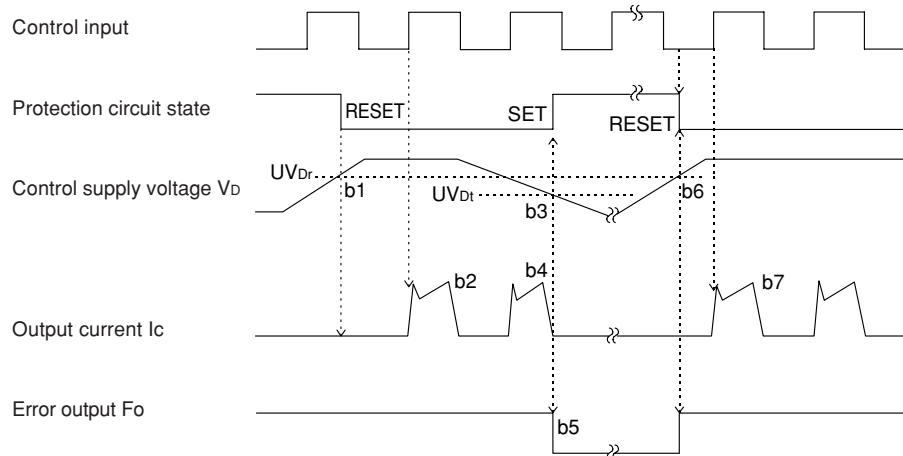 Control input
Protection circuit state
RESET
SET
RESET
Control supply voltage VD
UVDr
b1
UVDt
b3
b6
b2
b4
b7
Output current Ic
Error output Fo
b5